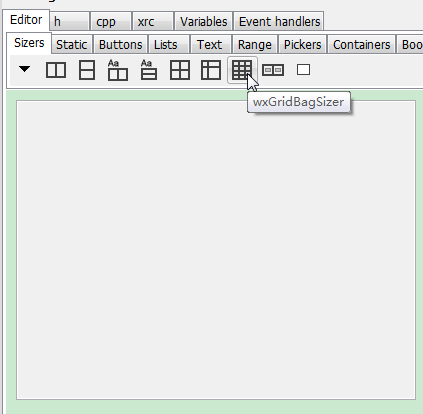 Editor h cpp xrc Variables Event handlers
Sizers Static Buttons Lists Text Range Pickers Containers Boo
Aa Aa
wxGridBagSizer